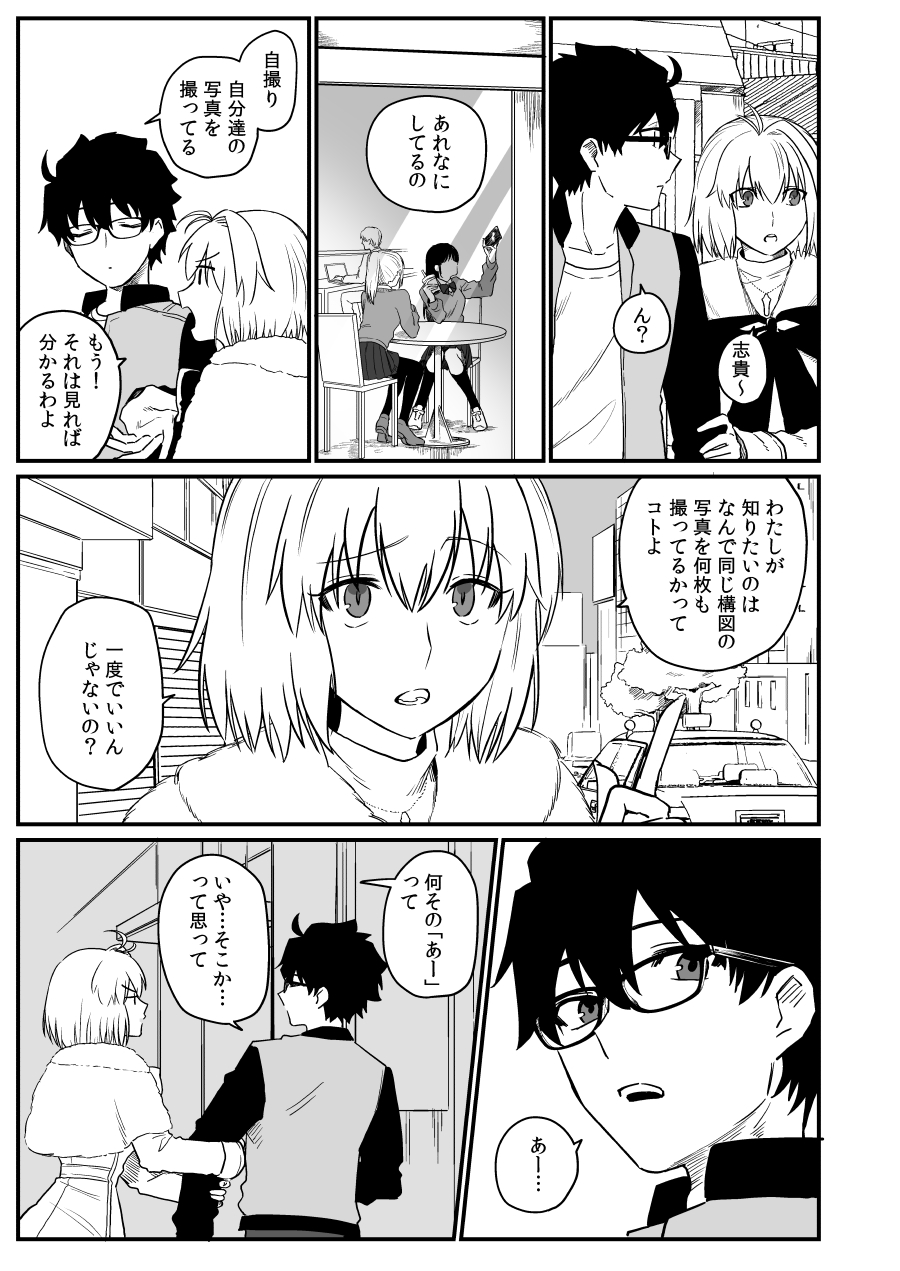 志貴～
ん？
あれなに
してるの
自撮り
自分達の
写真を
撮ってる
もう！
それは見れば
分かるわよ
わたしが
知りたいのは
なんで同じ構図の
写真を何枚も
撮ってるかって
コトよ
一度でいいん
じゃないの？
あー…
何その「あー」
って
いや…そこか…
って思って